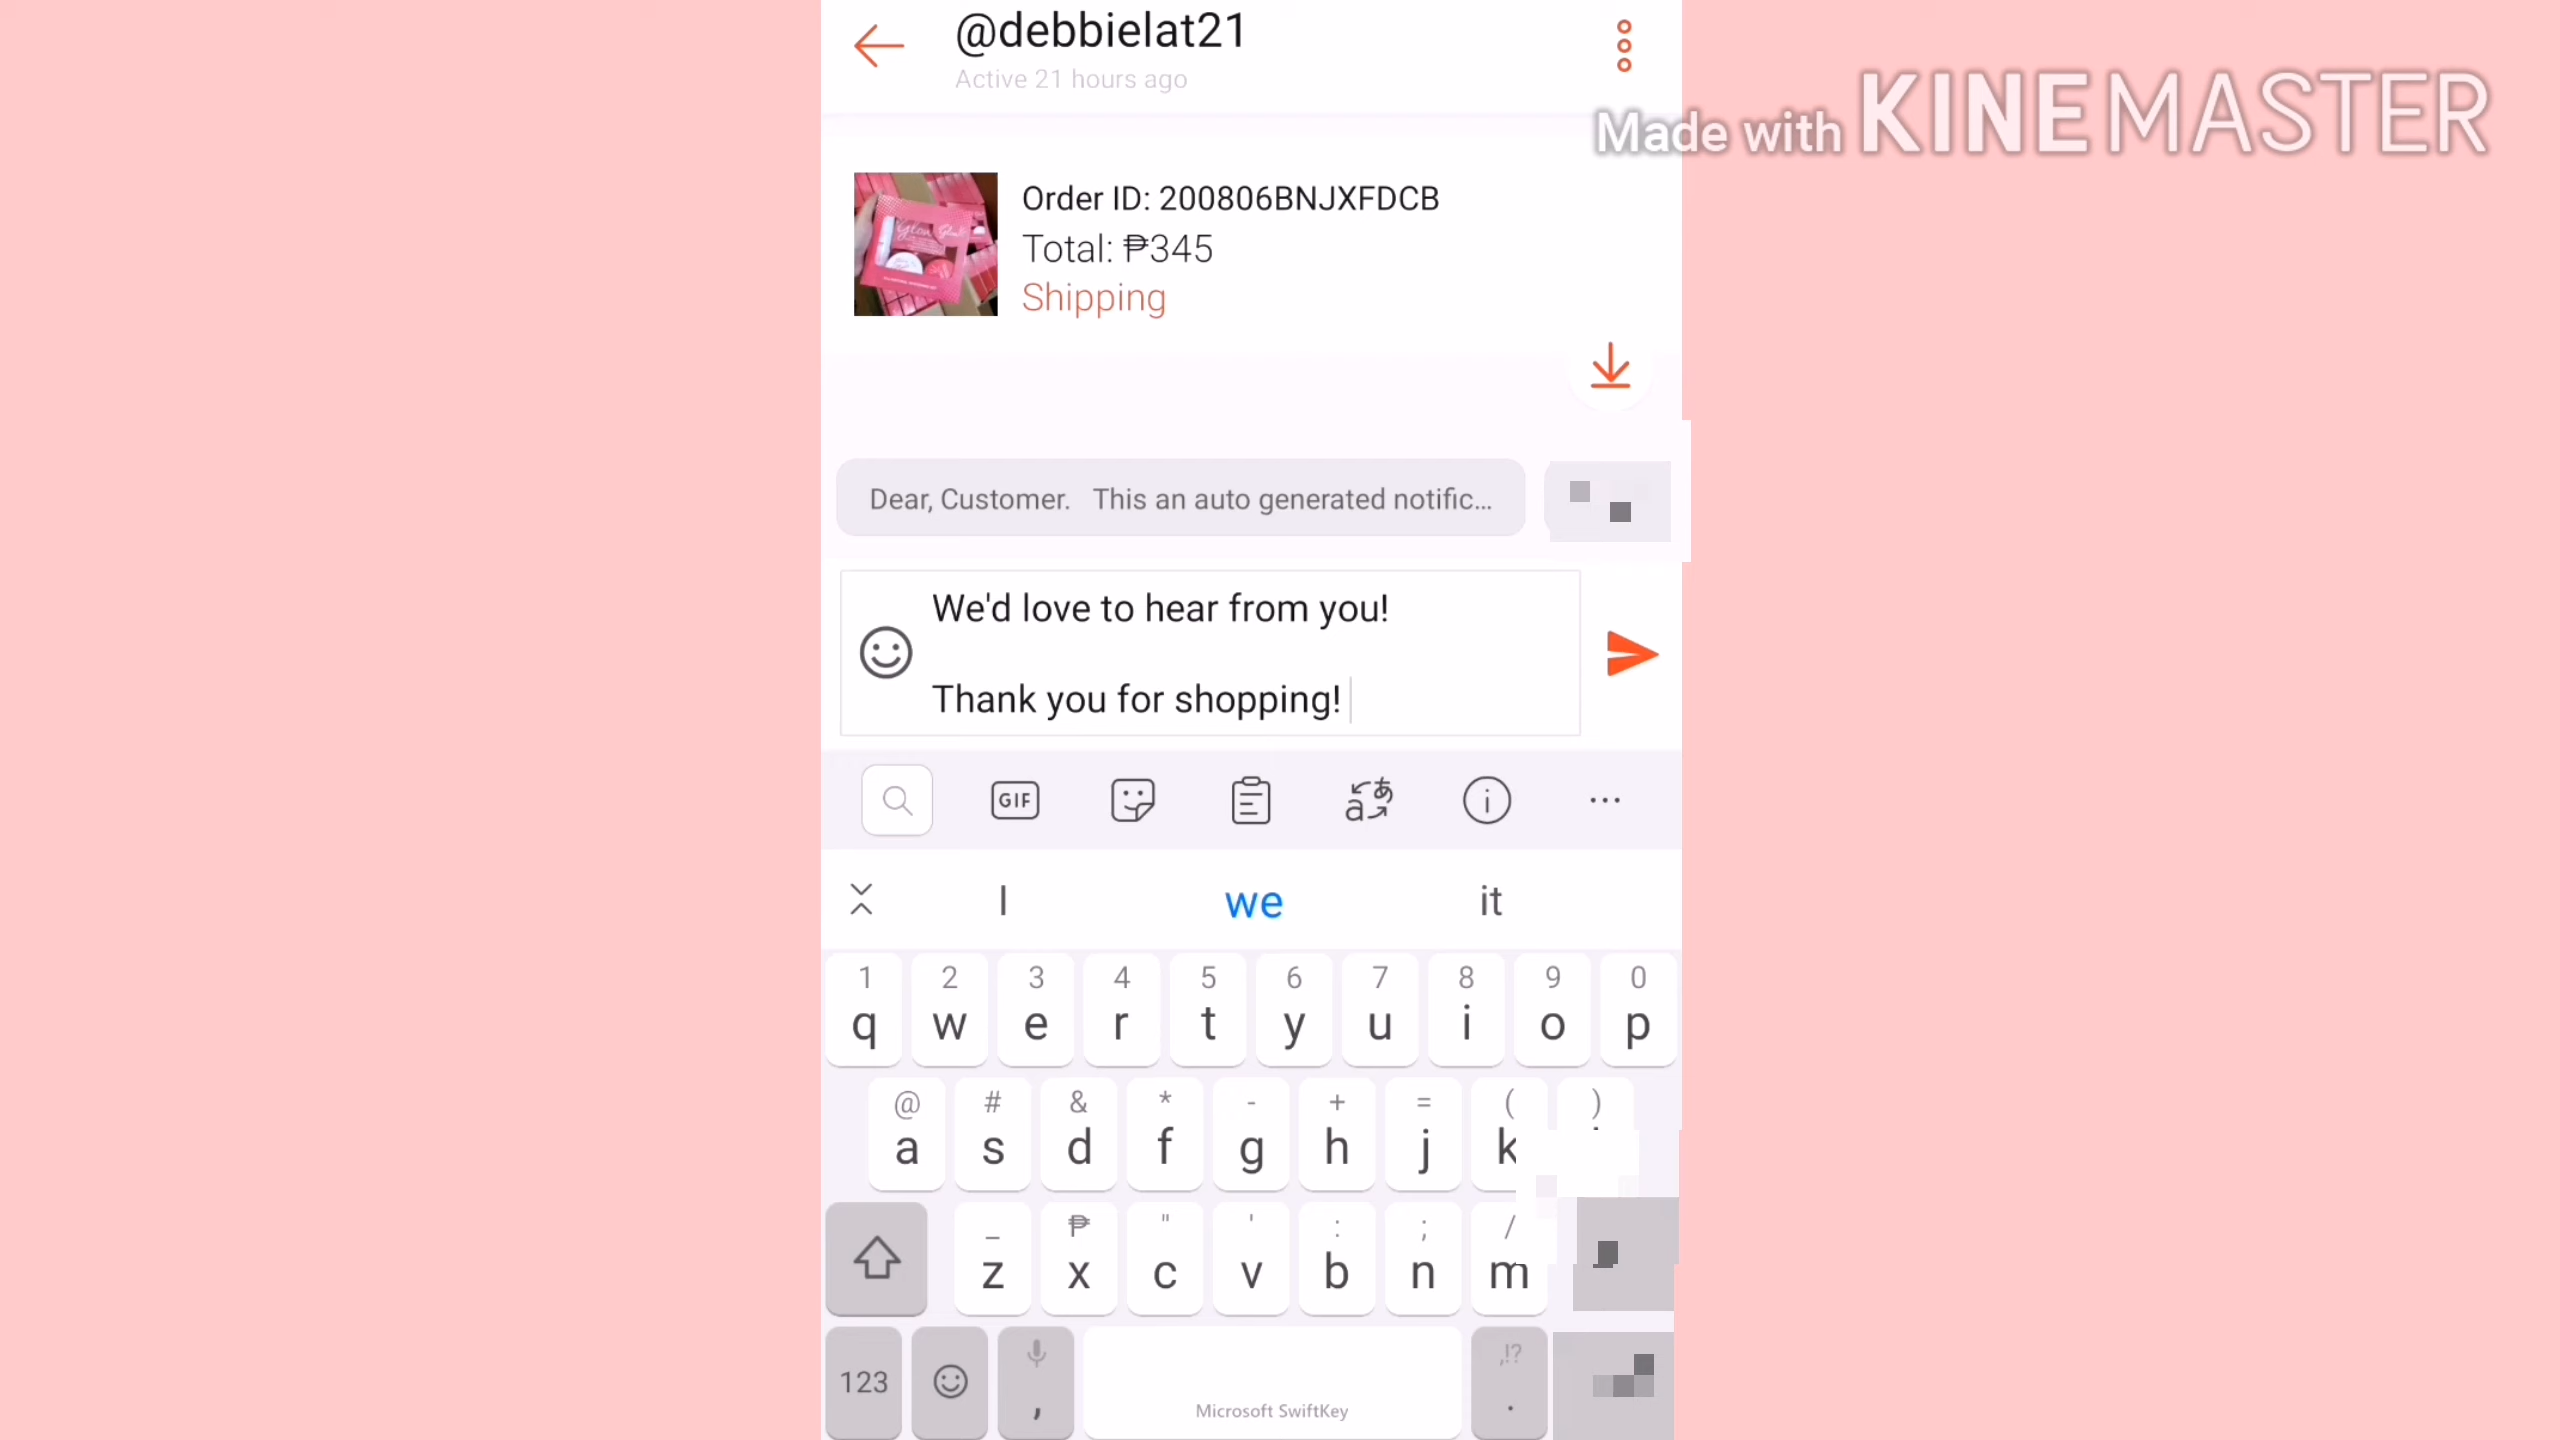 @debbielat21
Active 21 hours ago
Made with KINEMASTER
Order ID: 200806BNJXFDCB
Total: ₱345
Shipping
Dear, Customer. This an auto generated notific...
We'd love to hear from you!
Thank you for shopping!
GIF
I we it
1 2 3 4 5 6 7 8 9 0
q w e r t y u i o p
@ # & * - + = ( )
a s d f g h j k
_ ₱ " ' : ; /
z x c v b n m
,!?
123 , .
Microsoft SwiftKey